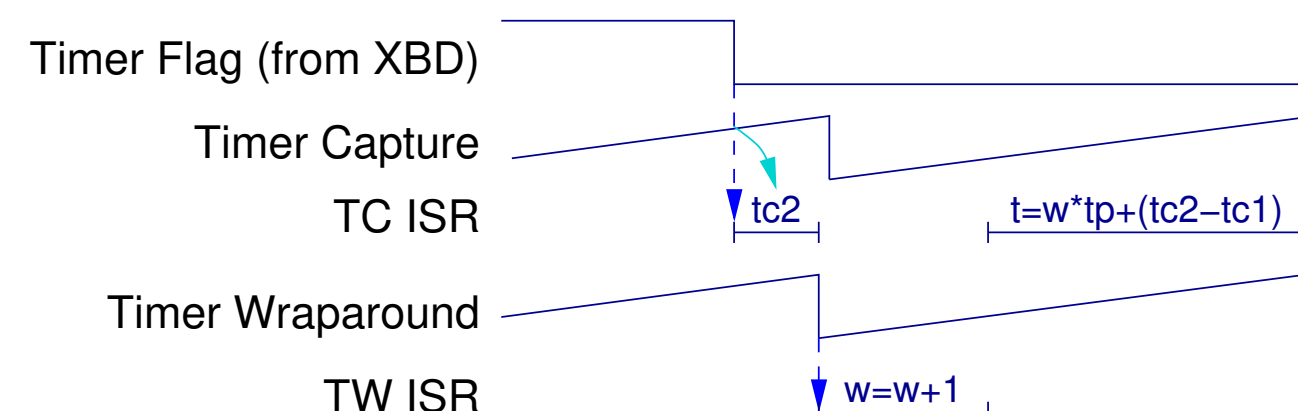 Timer Flag (from XBD)
Timer Capture
TC ISR
tc2
t=w*tp+(tc2−tc1)
Timer Wraparound
TW ISR
w=w+1